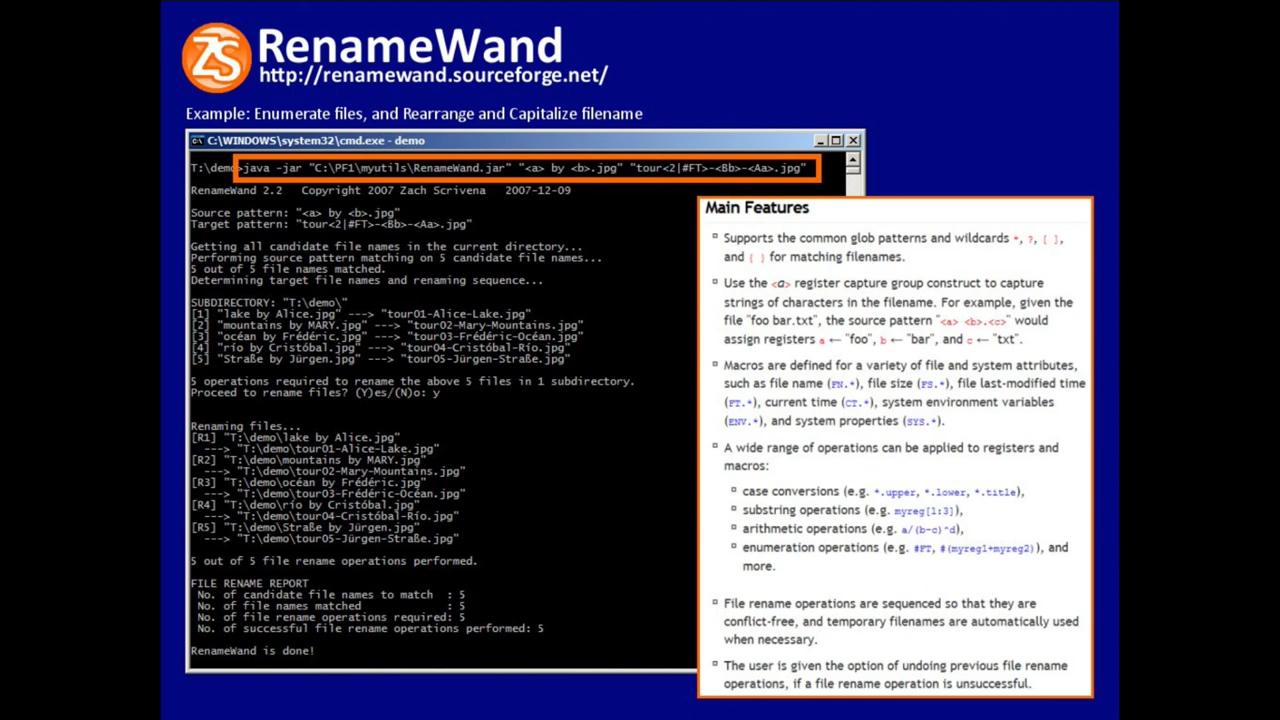 ZS
RenameWand
http://renamewand.sourceforge.net/
Example: Enumerate files, and Rearrange and Capitalize filename
C:\WINDOWS\system32\cmd.exe - demo
T:\demo>java -jar "C:\PF1\myutils\RenameWand.jar" "<a> by <b>.jpg" "tour<2|#FT>-<Bb>-<Aa>.jpg"
RenameWand 2.2   Copyright 2007 Zach Scrivena   2007-12-09
Source pattern: "<a> by <b>.jpg"
Target pattern: "tour<2|#FT>-<Bb>-<Aa>.jpg"
Getting all candidate file names in the current directory...
Performing source pattern matching on 5 candidate file names...
5 out of 5 file names matched.
Determining target file names and renaming sequence...
SUBDIRECTORY: "T:\demo\"
[1] "lake by Alice.jpg" ---> "tour01-Alice-Lake.jpg"
[2] "mountains by MARY.jpg" ---> "tour02-Mary-Mountains.jpg"
[3] "océan by Frédéric.jpg" ---> "tour03-Frédéric-Océan.jpg"
[4] "río by Cristóbal.jpg" ---> "tour04-Cristóbal-Río.jpg"
[5] "Straße by Jürgen.jpg" ---> "tour05-Jürgen-Straße.jpg"
5 operations required to rename the above 5 files in 1 subdirectory.
Proceed to rename files? (Y)es/(N)o: y
Renaming files...
[R1] "T:\demo\lake by Alice.jpg"
---> "T:\demo\tour01-Alice-Lake.jpg"
[R2] "T:\demo\mountains by MARY.jpg"
---> "T:\demo\tour02-Mary-Mountains.jpg"
[R3] "T:\demo\océan by Frédéric.jpg"
---> "T:\demo\tour03-Frédéric-Océan.jpg"
[R4] "T:\demo\río by Cristóbal.jpg"
---> "T:\demo\tour04-Cristóbal-Río.jpg"
[R5] "T:\demo\Straße by Jürgen.jpg"
---> "T:\demo\tour05-Jürgen-Straße.jpg"
5 out of 5 file rename operations performed.
FILE RENAME REPORT
No. of candidate file names to match  : 5
No. of file names matched             : 5
No. of file rename operations required: 5
No. of successful file rename operations performed: 5
RenameWand is done!
Main Features
Supports the common glob patterns and wildcards *, ?, [ ],
and { } for matching filenames.
Use the <a> register capture group construct to capture
strings of characters in the filename. For example, given the
file "foo bar.txt", the source pattern "<a> <b>.<c>" would
assign registers a ← "foo", b ← "bar", and c ← "txt".
Macros are defined for a variety of file and system attributes,
such as file name (FN.*), file size (FS.*), file last-modified time
(FT.*), current time (CT.*), system environment variables
(ENV.*), and system properties (SYS.*).
A wide range of operations can be applied to registers and
macros:
case conversions (e.g. *.upper, *.lower, *.title),
substring operations (e.g. myreg[1:3]),
arithmetic operations (e.g. a/(b-c)^d),
enumeration operations (e.g. #FT, #(myreg1+myreg2)), and
more.
File rename operations are sequenced so that they are
conflict-free, and temporary filenames are automatically used
when necessary.
The user is given the option of undoing previous file rename
operations, if a file rename operation is unsuccessful.